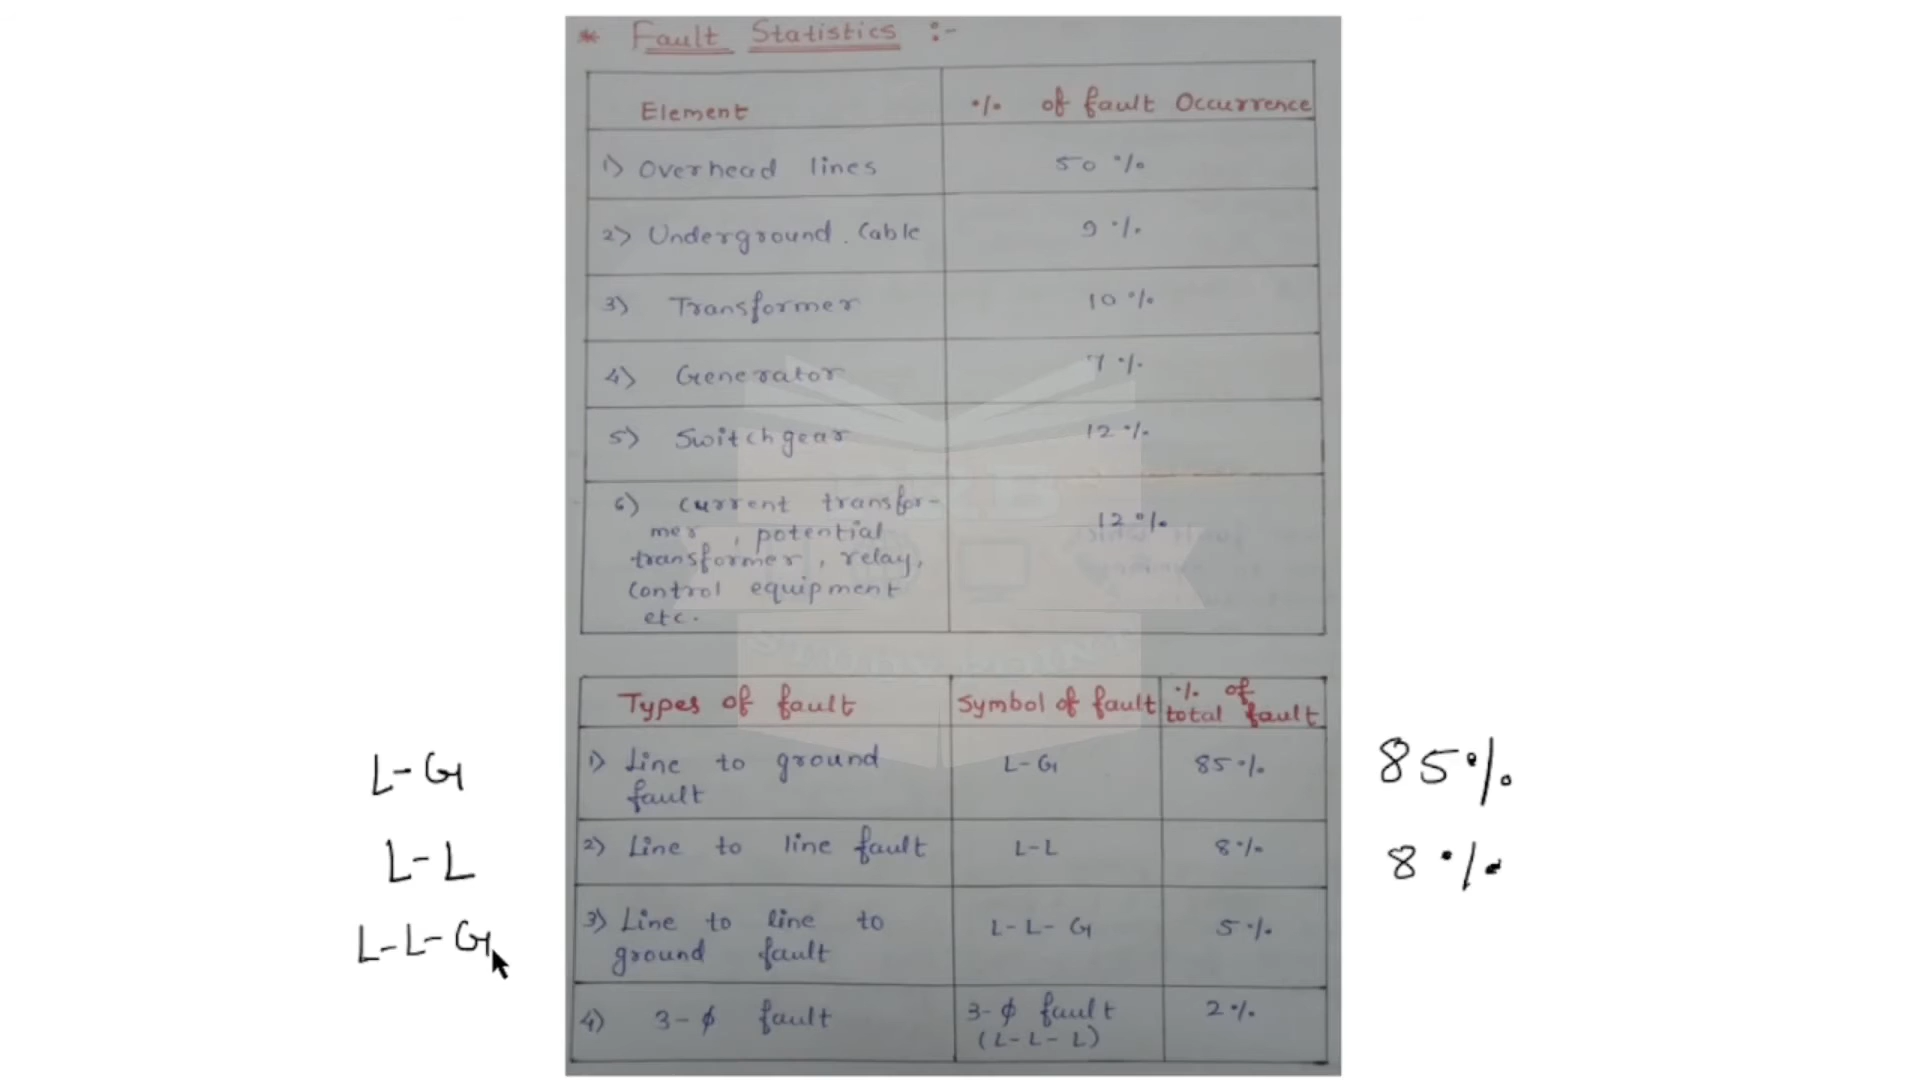 * Fault Statistics :-
Element % of fault Occurrence
1) Overhead lines 50 %
2) Underground Cable 9 %
3) Transformer 10 %
4) Generator 7 %
5) Switchgear 12 %
6) Current transfor-
mer, potential 12 %
transformer, relay,
Control equipment
etc.
Types of fault Symbol of fault % of total fault
L-G 1) Line to ground L-G 85 % 85 %
fault
L-L 2) Line to line fault L-L 8 % 8 %
L-L-G 3) Line to line to L-L-G 5 %
ground fault
4) 3-ϕ fault 3-ϕ fault 2 %
(L-L-L)